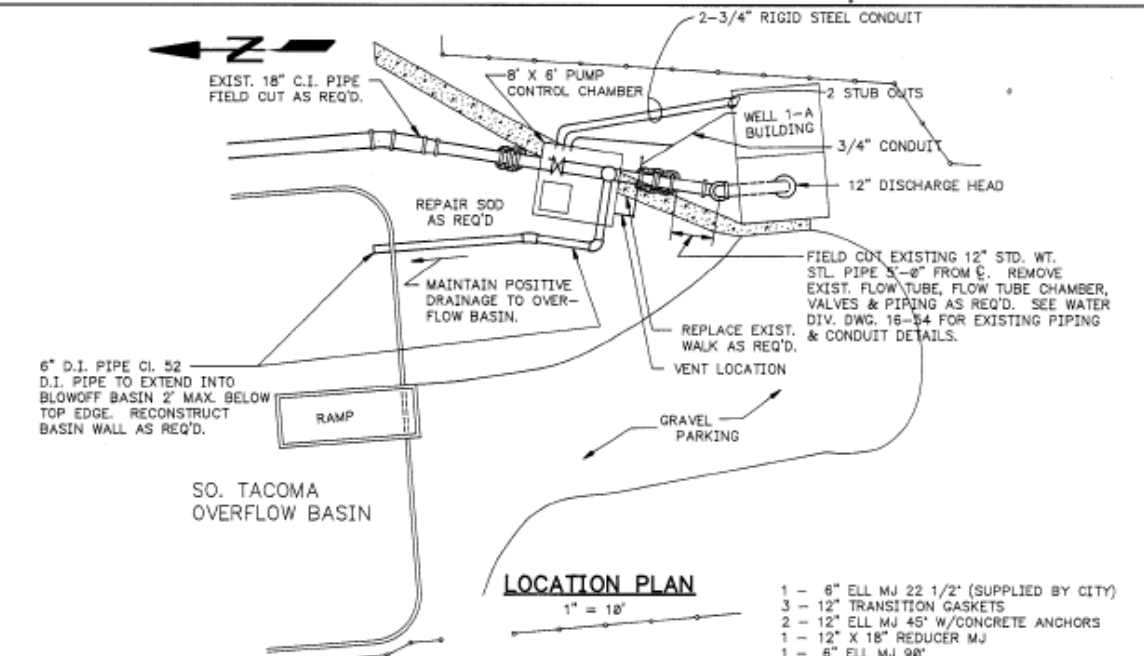 2-3/4" RIGID STEEL CONDUIT
N
EXIST. 18" C.I. PIPE
FIELD CUT AS REQ'D.
8' X 6' PUMP
CONTROL CHAMBER
2 STUB OUTS
WELL 1-A
BUILDING
3/4" CONDUIT
12" DISCHARGE HEAD
REPAIR SOD
AS REQ'D
MAINTAIN POSITIVE
DRAINAGE TO OVER-
FLOW BASIN.
FIELD CUT EXISTING 12" STD. WT.
STL. PIPE 5'-0" FROM ℄. REMOVE
EXIST. FLOW TUBE, FLOW TUBE CHAMBER,
VALVES & PIPING AS REQ'D. SEE WATER
DIV. DWG. 16-54 FOR EXISTING PIPING
& CONDUIT DETAILS.
REPLACE EXIST.
WALK AS REQ'D.
VENT LOCATION
6" D.I. PIPE Cl. 52
D.I. PIPE TO EXTEND INTO
BLOWOFF BASIN 2' MAX. BELOW
TOP EDGE. RECONSTRUCT
BASIN WALL AS REQ'D.
RAMP
GRAVEL
PARKING
SO. TACOMA
OVERFLOW BASIN
LOCATION PLAN
1" = 10'
1 - 6" ELL MJ 22 1/2° (SUPPLIED BY CITY)
3 - 12" TRANSITION GASKETS
2 - 12" ELL MJ 45° W/CONCRETE ANCHORS
1 - 12" X 18" REDUCER MJ
1 - 6" ELL MJ 90°